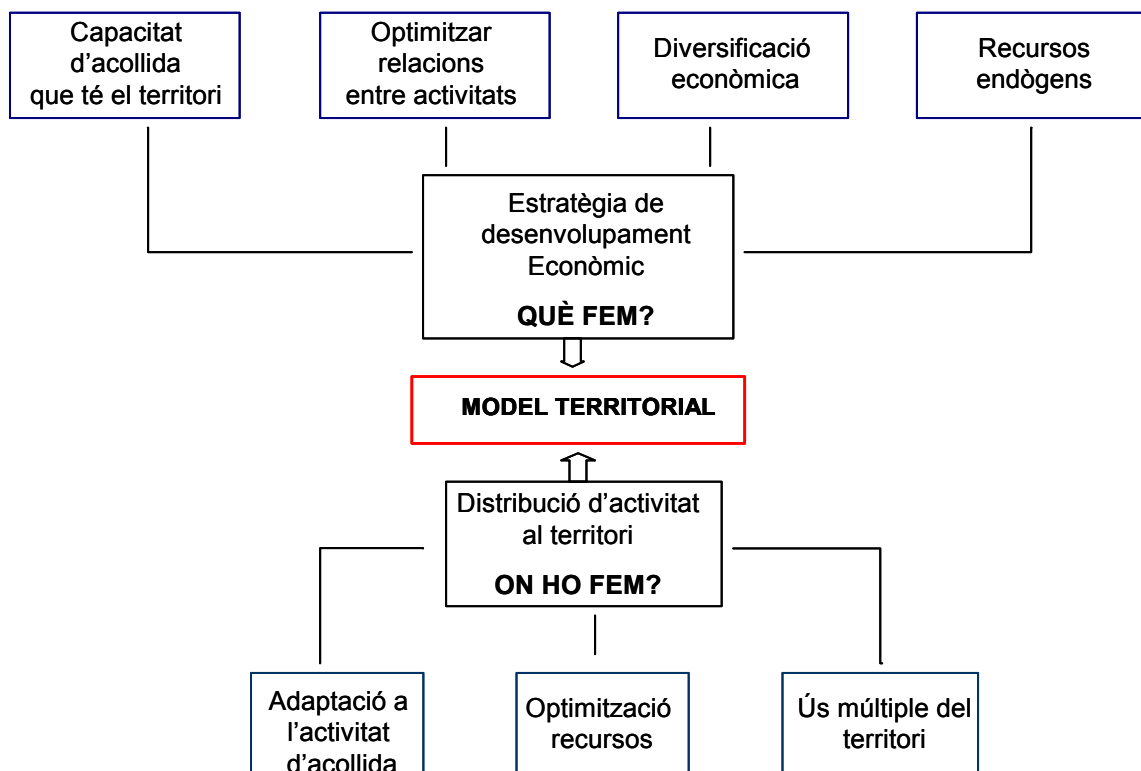 Capacitat
d’acollida
que té el territori
Optimitzar
relacions
entre activitats
Diversificació
econòmica
Recursos
endògens
Estratègia de
desenvolupament
Econòmic
QUÈ FEM?
MODEL TERRITORIAL
Distribució d’activitat
al territori
ON HO FEM?
Adaptació a
l’activitat
d’acollida
Optimització
recursos
Ús múltiple del
territori